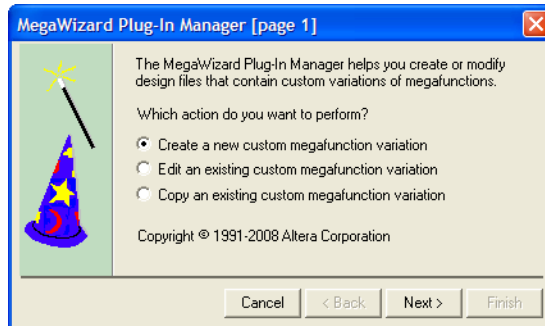 MegaWizard Plug-In Manager [page 1]
The MegaWizard Plug-In Manager helps you create or modify
design files that contain custom variations of megafunctions.
Which action do you want to perform?
Create a new custom megafunction variation
Edit an existing custom megafunction variation
Copy an existing custom megafunction variation
Copyright © 1991-2008 Altera Corporation
Cancel < Back Next > Finish